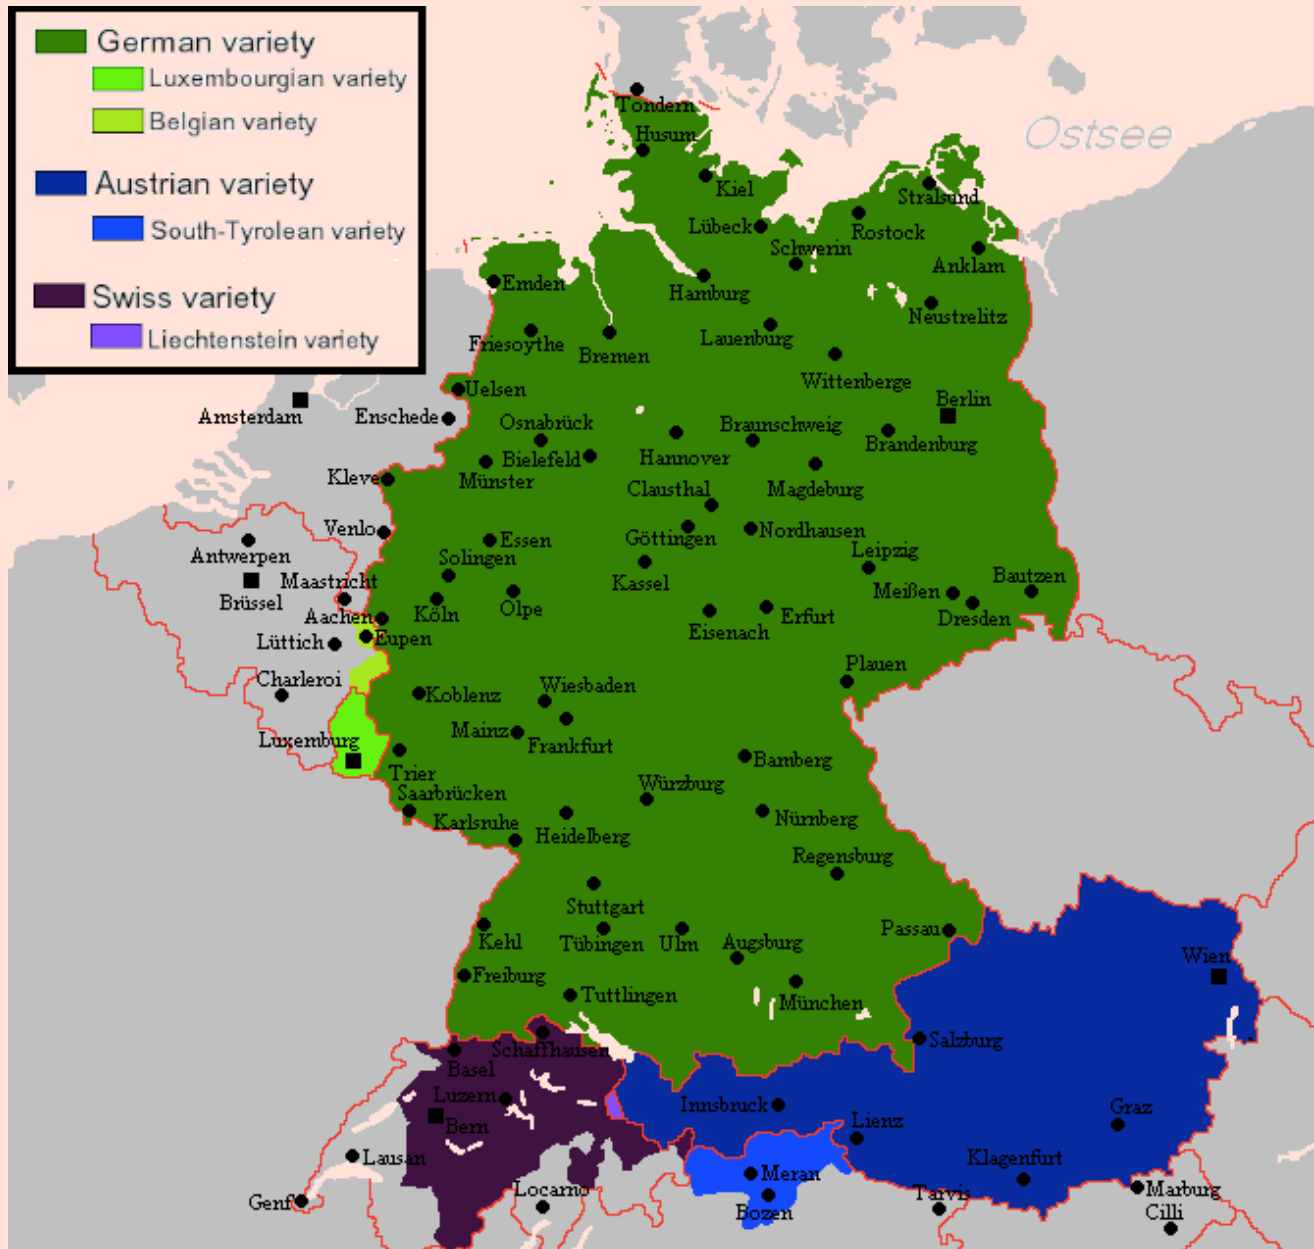 German variety
Luxembourgian variety
Belgian variety
Austrian variety
South-Tyrolean variety
Swiss variety
Liechtenstein variety
Ostsee
Tondern
Husum
Kiel
Stralsund
Lübeck
Rostock
Schwerin
Anklam
Emden
Hamburg
Neustrelitz
Friesoythe
Bremen
Lauenburg
Wittenberge
Uelsen
Berlin
Amsterdam
Enschede
Osnabrück
Braunschweig
Brandenburg
Bielefeld
Hannover
Münster
Kleve
Clausthal
Magdeburg
Venlo
Antwerpen
Essen
Göttingen
Nordhausen
Leipzig
Solingen
Maastricht
Kassel
Meißen
Bautzen
Brüssel
Aachen
Köln
Olpe
Eisenach
Erfurt
Dresden
Lüttich
Eupen
Charleroi
Koblenz
Wiesbaden
Plauen
Luxemburg
Mainz
Frankfurt
Trier
Bamberg
Saarbrücken
Würzburg
Karlsruhe
Heidelberg
Nürnberg
Regensburg
Stuttgart
Kehl
Tübingen
Ulm
Augsburg
Passau
Wien
Freiburg
Tuttlingen
München
Schaffhausen
Salzburg
Basel
Luzern
Innsbruck
Bern
Lienz
Graz
Lausan
Meran
Klagenfurt
Genf
Locarno
Bozen
Tarvis
Marburg
Cilli